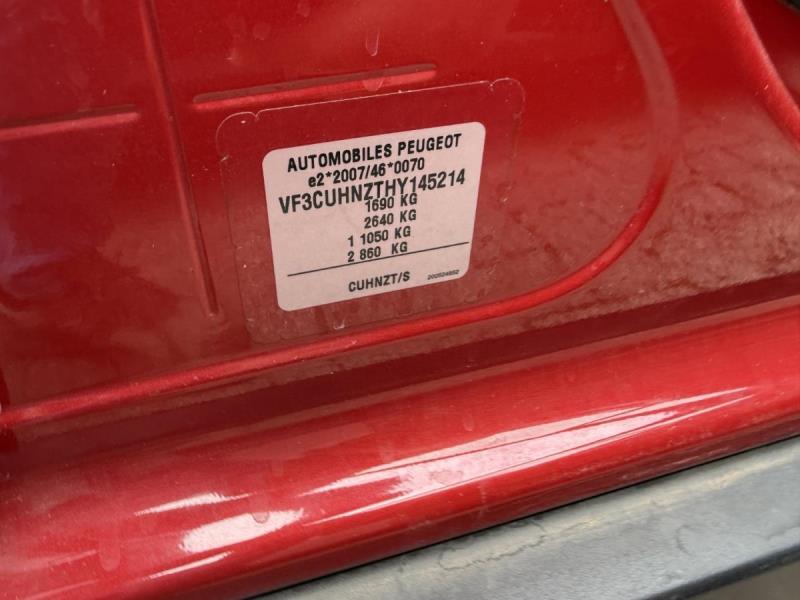 AUTOMOBILES PEUGEOT
e2*2007/46*0070
VF3CUHNZTHY145214
1690 KG
2640 KG
1 1050 KG
2 860 KG
CUHNZT/S